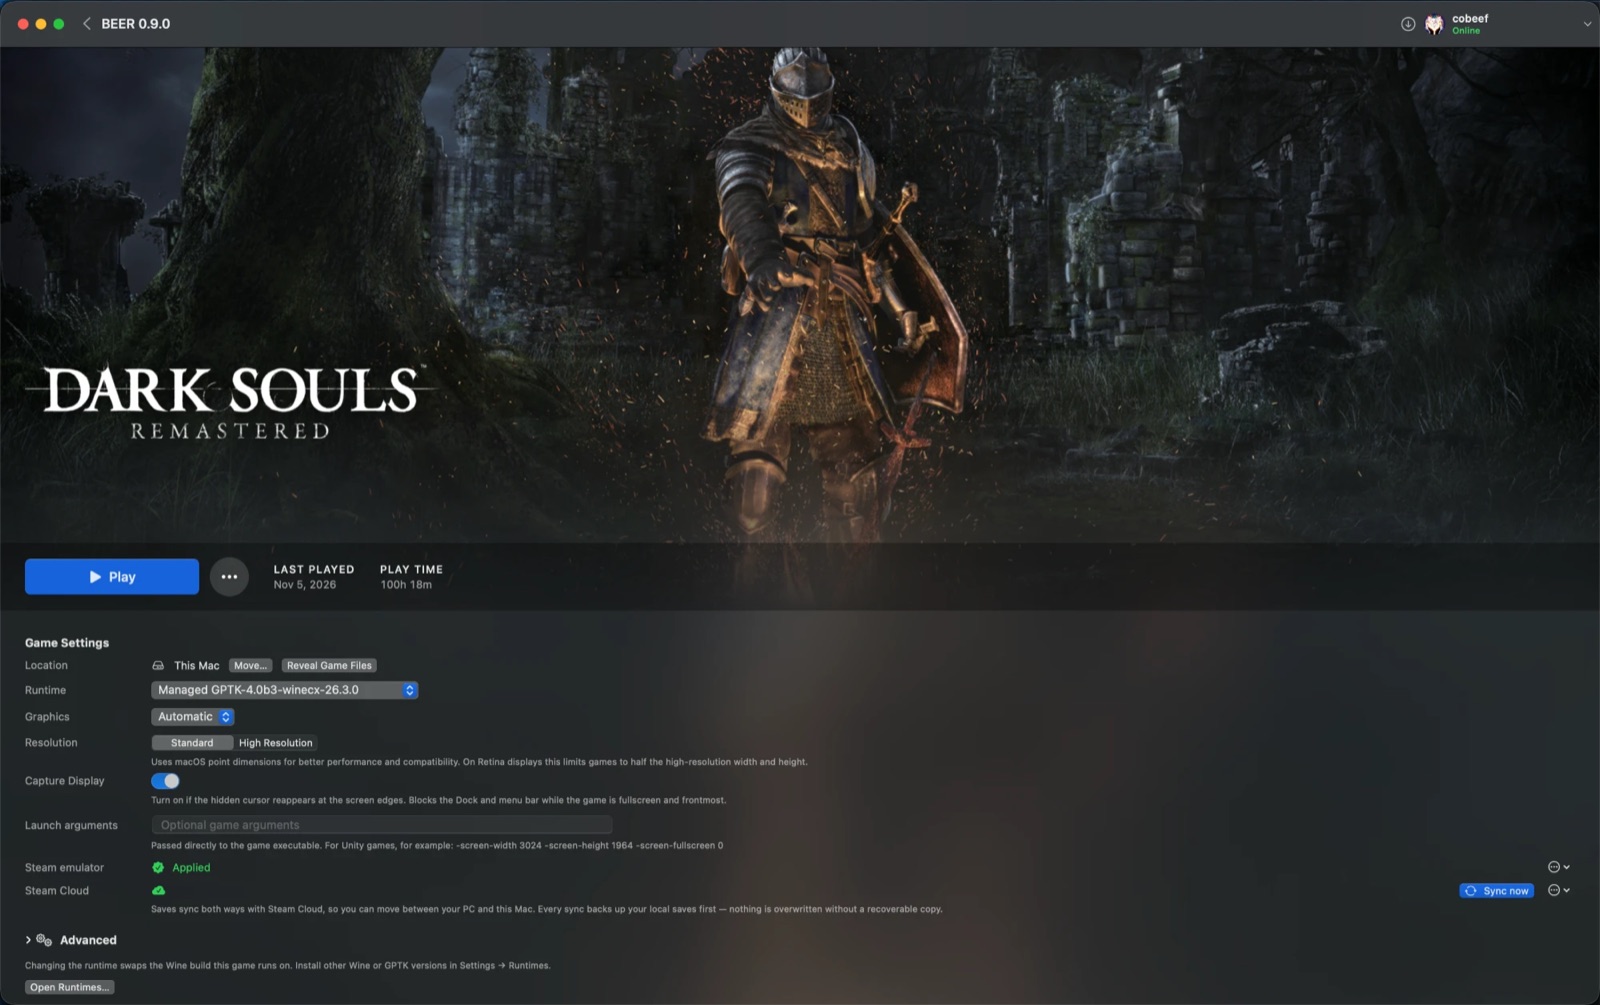 BEER 0.9.0
cobeef
Online
DARK SOULS™
REMASTERED
Play
LAST PLAYED
Nov 5, 2026
PLAY TIME
100h 18m
Game Settings
Location This Mac Move... Reveal Game Files
Runtime Managed GPTK-4.0b3-winecx-26.3.0
Graphics Automatic
Resolution Standard High Resolution
Uses macOS point dimensions for better performance and compatibility. On Retina displays this limits games to half the high-resolution width and height.
Capture Display
Turn on if the hidden cursor reappears at the screen edges. Blocks the Dock and menu bar while the game is fullscreen and frontmost.
Launch arguments Optional game arguments
Passed directly to the game executable. For Unity games, for example: -screen-width 3024 -screen-height 1964 -screen-fullscreen 0
Steam emulator Applied
Steam Cloud Sync now
Saves sync both ways with Steam Cloud, so you can move between your PC and this Mac. Every sync backs up your local saves first — nothing is overwritten without a recoverable copy.
Advanced
Changing the runtime swaps the Wine build this game runs on. Install other Wine or GPTK versions in Settings → Runtimes.
Open Runtimes...